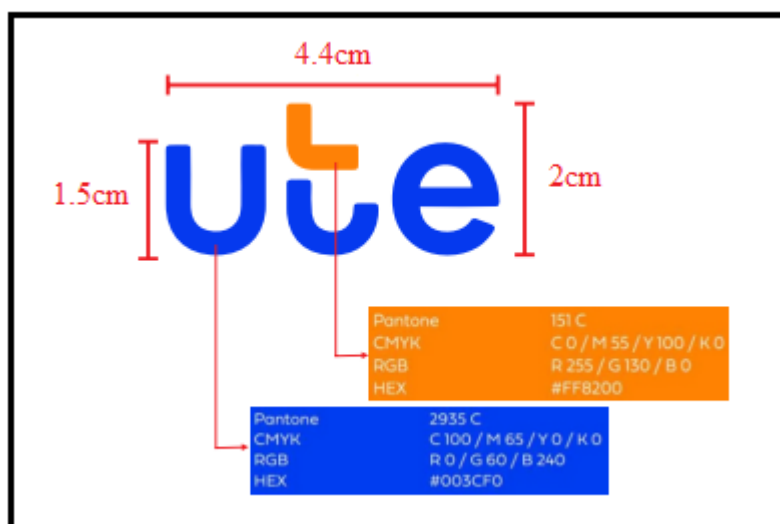 4.4cm
ute
1.5cm
2cm
Pantone 151 C
CMYK C 0 / M 55 / Y 100 / K 0
RGB R 255 / G 130 / B 0
HEX #FF8200
Pantone 2935 C
CMYK C 100 / M 65 / Y 0 / K 0
RGB R 0 / G 60 / B 240
HEX #003CF0